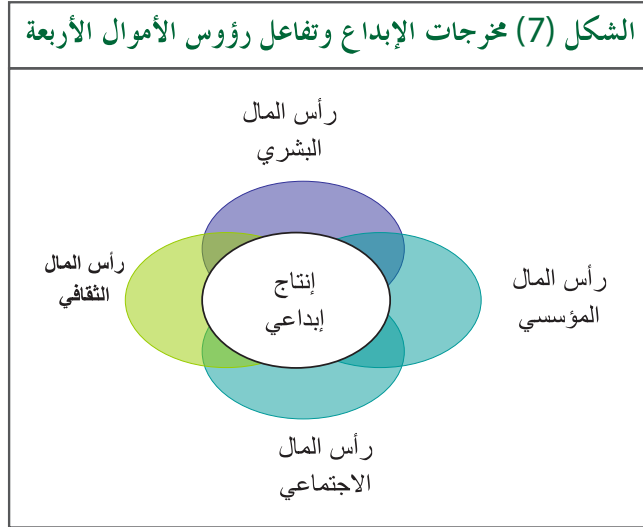 الشكل (7) مخرجات الإبداع وتفاعل رؤوس الأموال الأربعة
رأس المال
البشري
رأس المال
المؤسسي
إنتاج
إبداعي
رأس المال
الثقافي
رأس المال
الاجتماعي